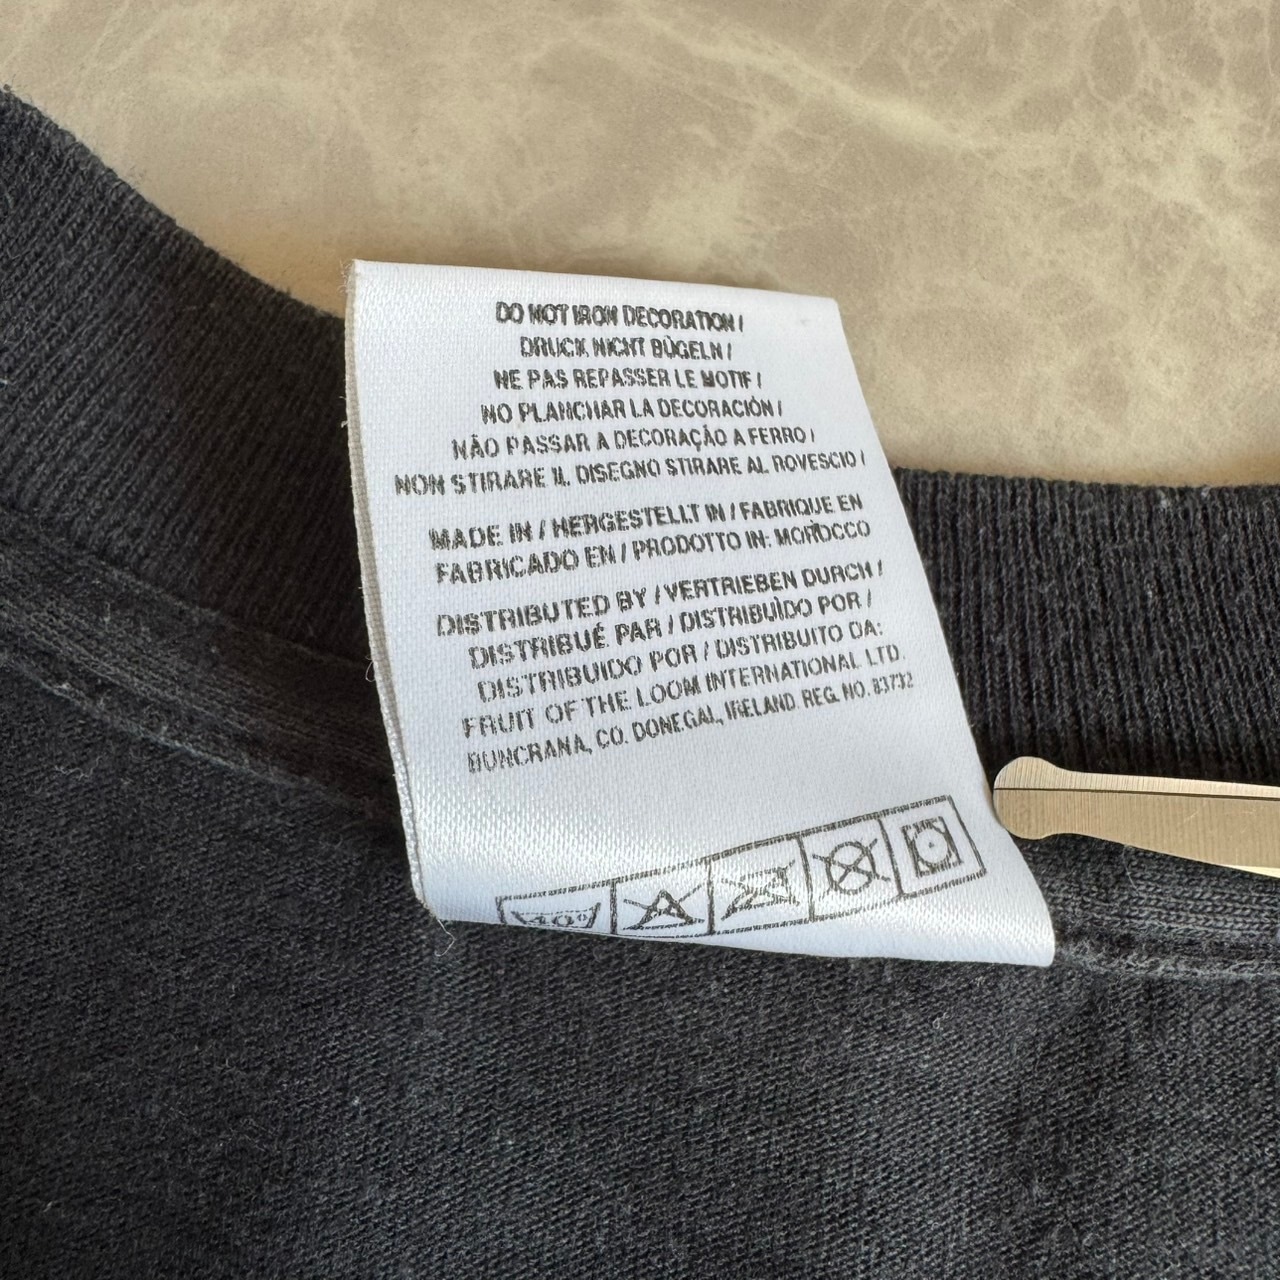 DO NOT IRON DECORATION /
DRUCK NICHT BÜGELN /
NE PAS REPASSER LE MOTIF /
NO PLANCHAR LA DECORACIÓN /
NÃO PASSAR A DECORAÇÃO A FERRO /
NON STIRARE IL DISEGNO STIRARE AL ROVESCIO /
MADE IN / HERGESTELLT IN / FABRIQUE EN
FABRICADO EN / PRODOTTO IN: MOROCCO
DISTRIBUTED BY / VERTRIEBEN DURCH /
DISTRIBUÉ PAR / DISTRIBUÌDO POR /
DISTRIBUIDO POR / DISTRIBUITO DA:
FRUIT OF THE LOOM INTERNATIONAL LTD.
BUNCRANA, CO. DONEGAL, IRELAND REG. NO. 83732
40°